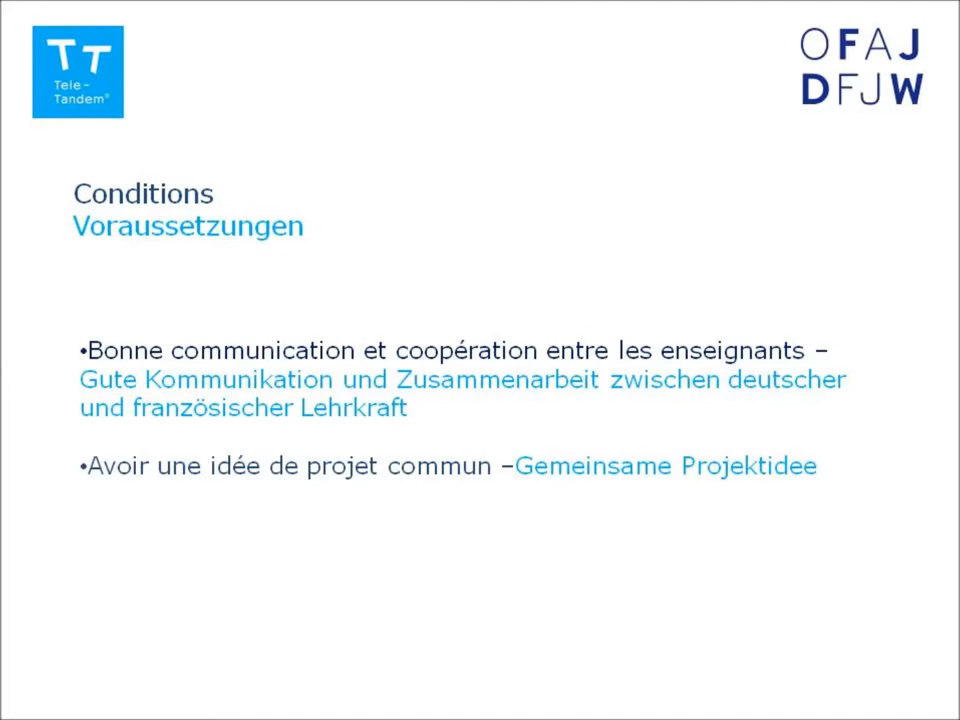 TT
Tele-
Tandem®
OFAJ
DFJW
Conditions
Voraussetzungen
•Bonne communication et coopération entre les enseignants –
Gute Kommunikation und Zusammenarbeit zwischen deutscher
und französischer Lehrkraft
•Avoir une idée de projet commun –Gemeinsame Projektidee